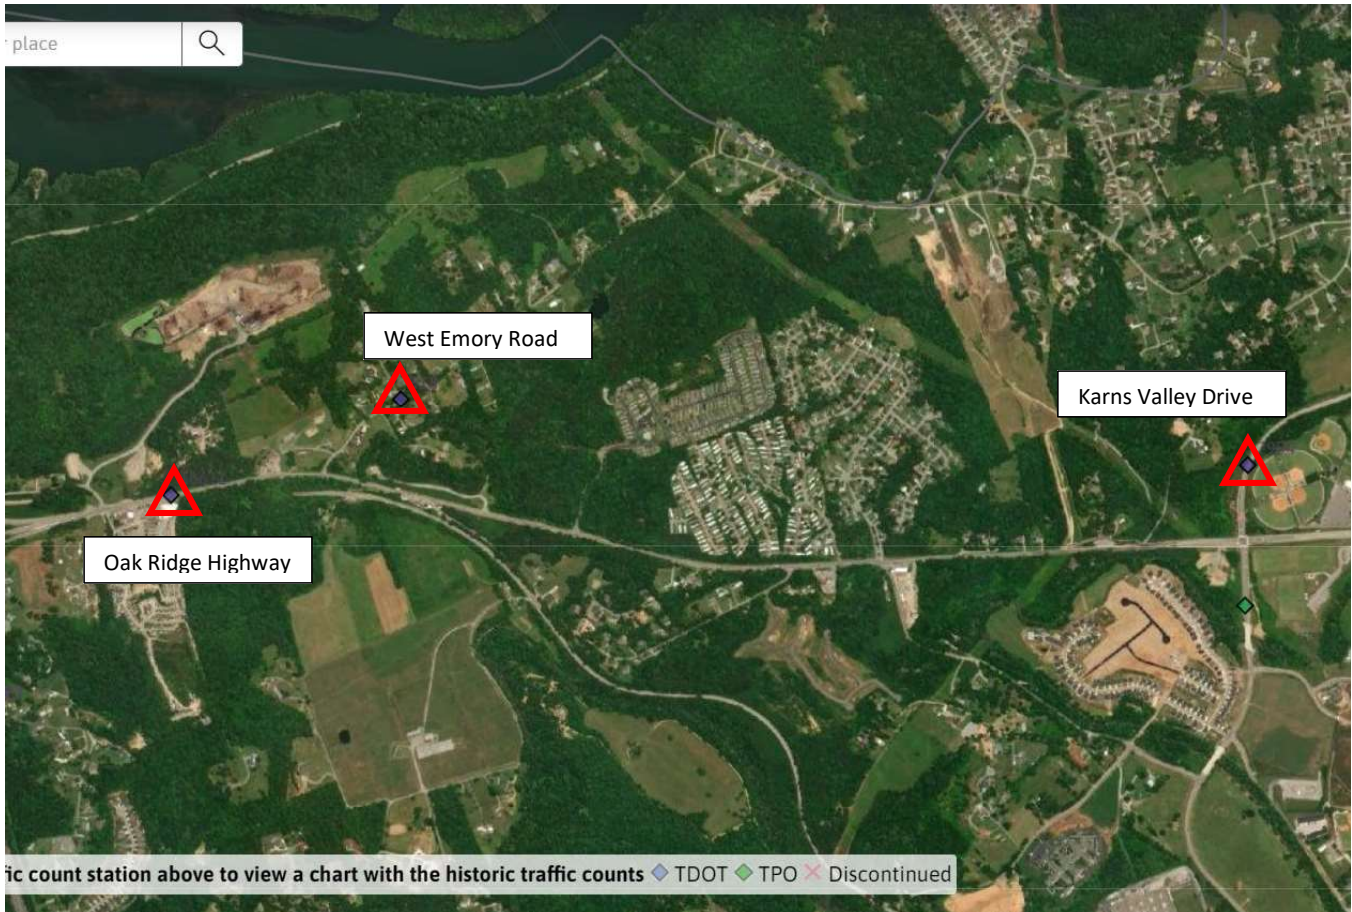 place
West Emory Road
Karns Valley Drive
Oak Ridge Highway
fic count station above to view a chart with the historic traffic counts TDOT TPO Discontinued